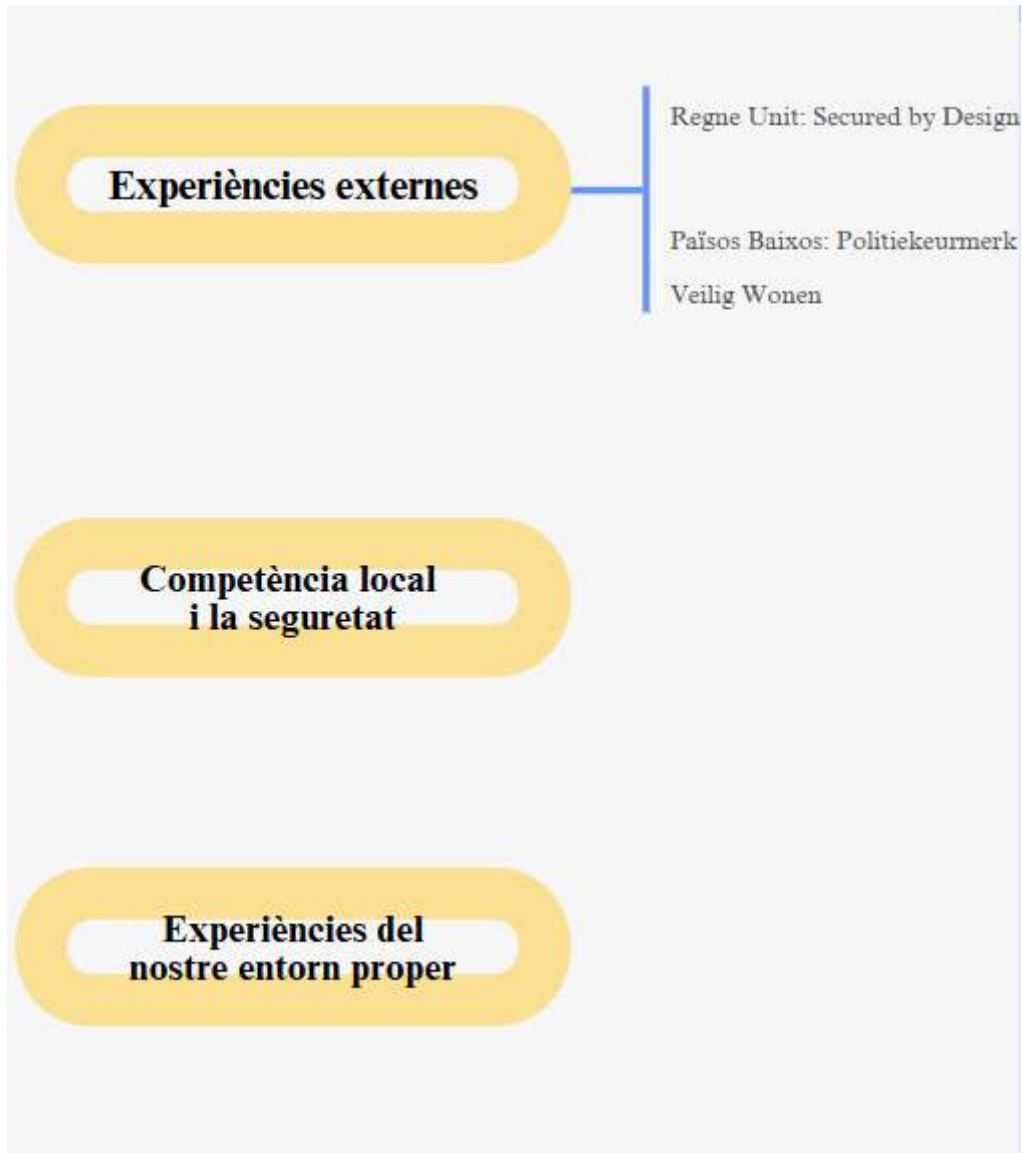 Experiències externes
Regne Unit: Secured by Design
Països Baixos: Politiekeurmerk
Veilig Wonen
Competència local
i la seguretat
Experiències del
nostre entorn proper